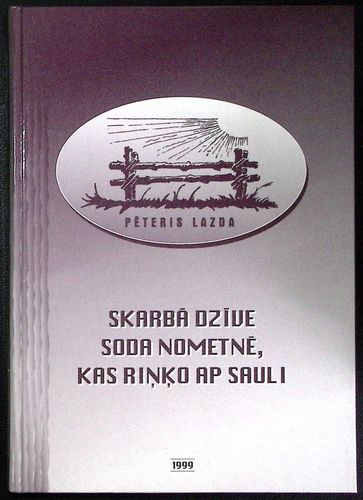 PĒTERIS LAZDA
SKARBĀ DZĪVE
SODA NOMETNĒ,
KAS RIŅĶO AP SAULI
1999